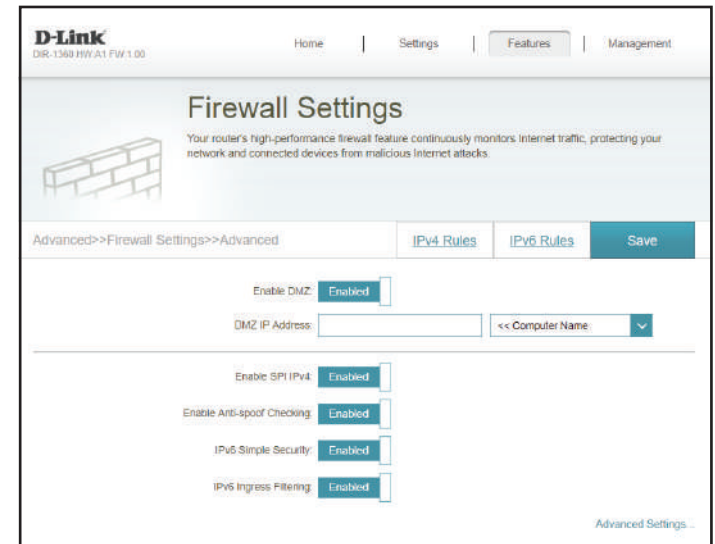 D-Link
DIR-1360 HW:A1 FW:1.00
Home | Settings | Features | Management
Firewall Settings
Your router's high-performance firewall feature continuously monitors Internet traffic, protecting your
network and connected devices from malicious Internet attacks.
Advanced>>Firewall Settings>>Advanced
IPv4 Rules
IPv6 Rules
Save
Enable DMZ: Enabled
DMZ IP Address: << Computer Name
Enable SPI IPv4: Enabled
Enable Anti-spoof Checking: Enabled
IPv6 Simple Security: Enabled
IPv6 Ingress Filtering: Enabled
Advanced Settings...